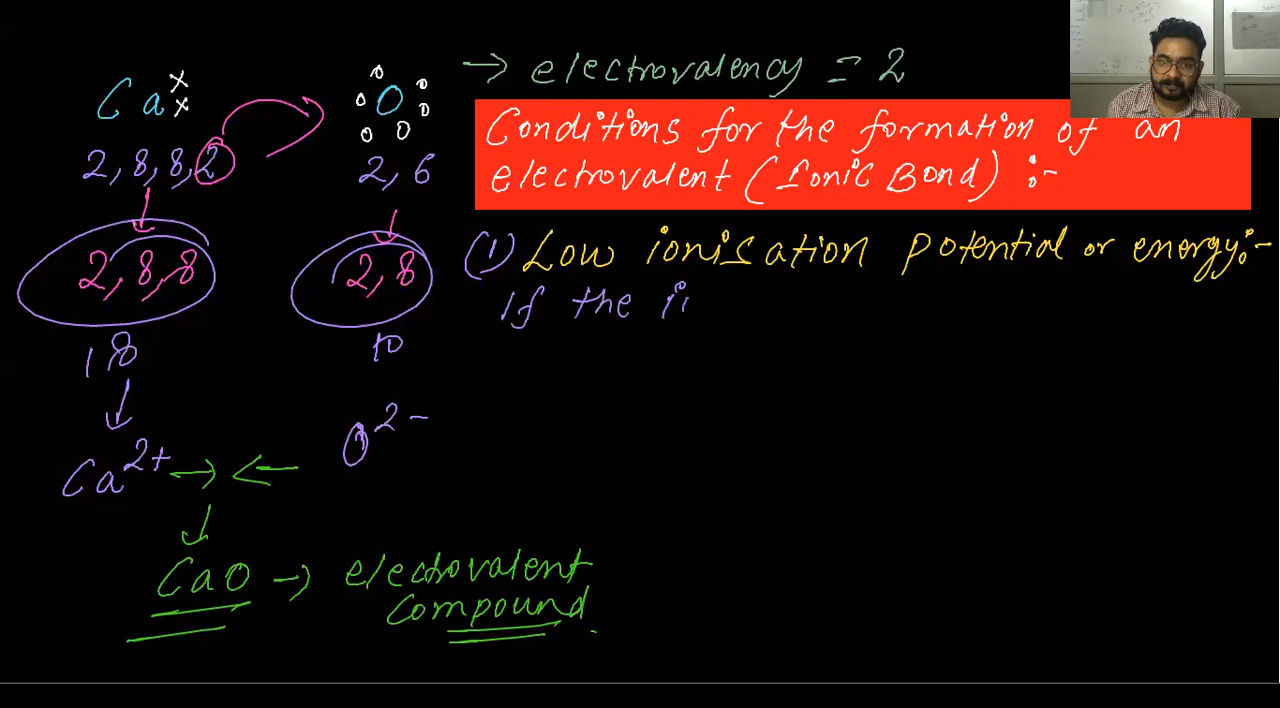 → electrovalency = 2
Ca
O
2, 8, 8, 2
2, 6
2, 8, 8
2, 8
18
10
Ca2+ → ←
O2-
CaO → electrovalent
compound
Conditions for the formation of an
electrovalent (Ionic Bond) :-
(1) Low ionisation potential or energy:-
If the i